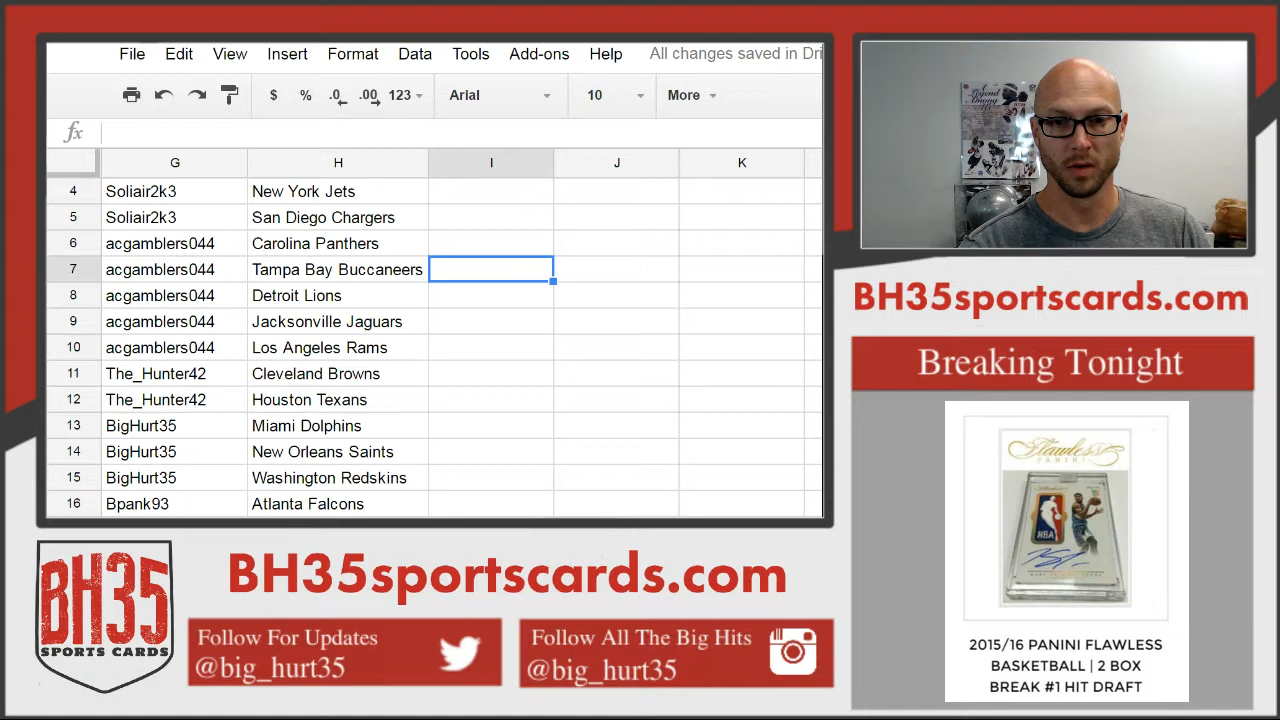 File Edit View Insert Format Data Tools Add-ons Help All changes saved in Dri
$ % .0 .00 123 Arial 10 More
fx
G H I J K
4 Soliair2k3 New York Jets
5 Soliair2k3 San Diego Chargers
6 acgamblers044 Carolina Panthers
7 acgamblers044 Tampa Bay Buccaneers
8 acgamblers044 Detroit Lions
9 acgamblers044 Jacksonville Jaguars
10 acgamblers044 Los Angeles Rams
11 The_Hunter42 Cleveland Browns
12 The_Hunter42 Houston Texans
13 BigHurt35 Miami Dolphins
14 BigHurt35 New Orleans Saints
15 BigHurt35 Washington Redskins
16 Bpank93 Atlanta Falcons
Legend
Among
BH35sportscards.com
Breaking Tonight
Flawless
PANINI
NBA
2015/16 PANINI FLAWLESS
BASKETBALL | 2 BOX
BREAK #1 HIT DRAFT
BH35
SPORTS CARDS
BH35sportscards.com
Follow For Updates
@big_hurt35
Follow All The Big Hits
@big_hurt35